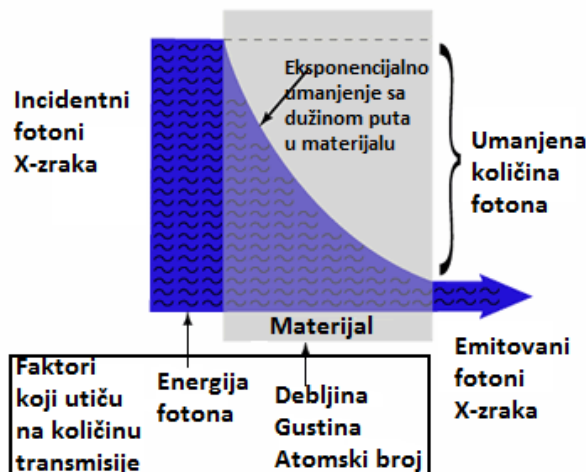 Incidentni
fotoni
X-zraka
Eksponencijalno
umanjenje sa
dužinom puta
u materijalu
Umanjena
količina
fotona
Materijal
Emitovani
fotoni
X-zraka
Faktori
koji utiču
na količinu
transmisije
Energija
fotona
Debljina
Gustina
Atomski broj